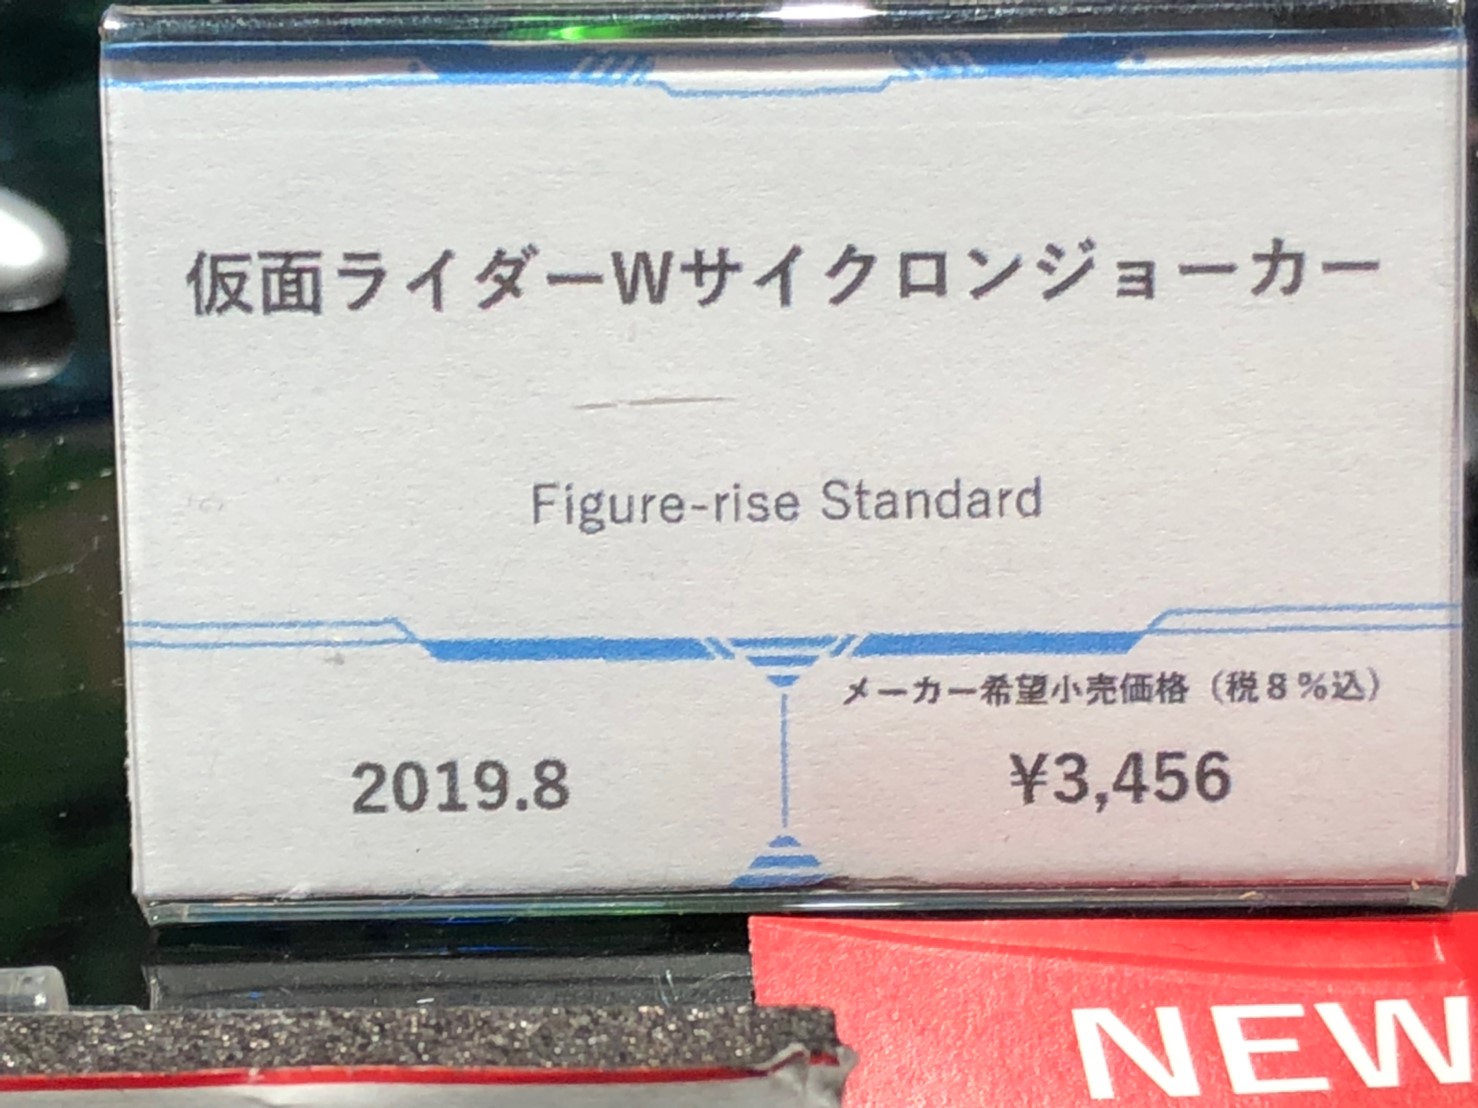 仮面ライダーWサイクロンジョーカー
Figure-rise Standard
メーカー希望小売価格（税8%込）
2019.8
¥3,456
NEW